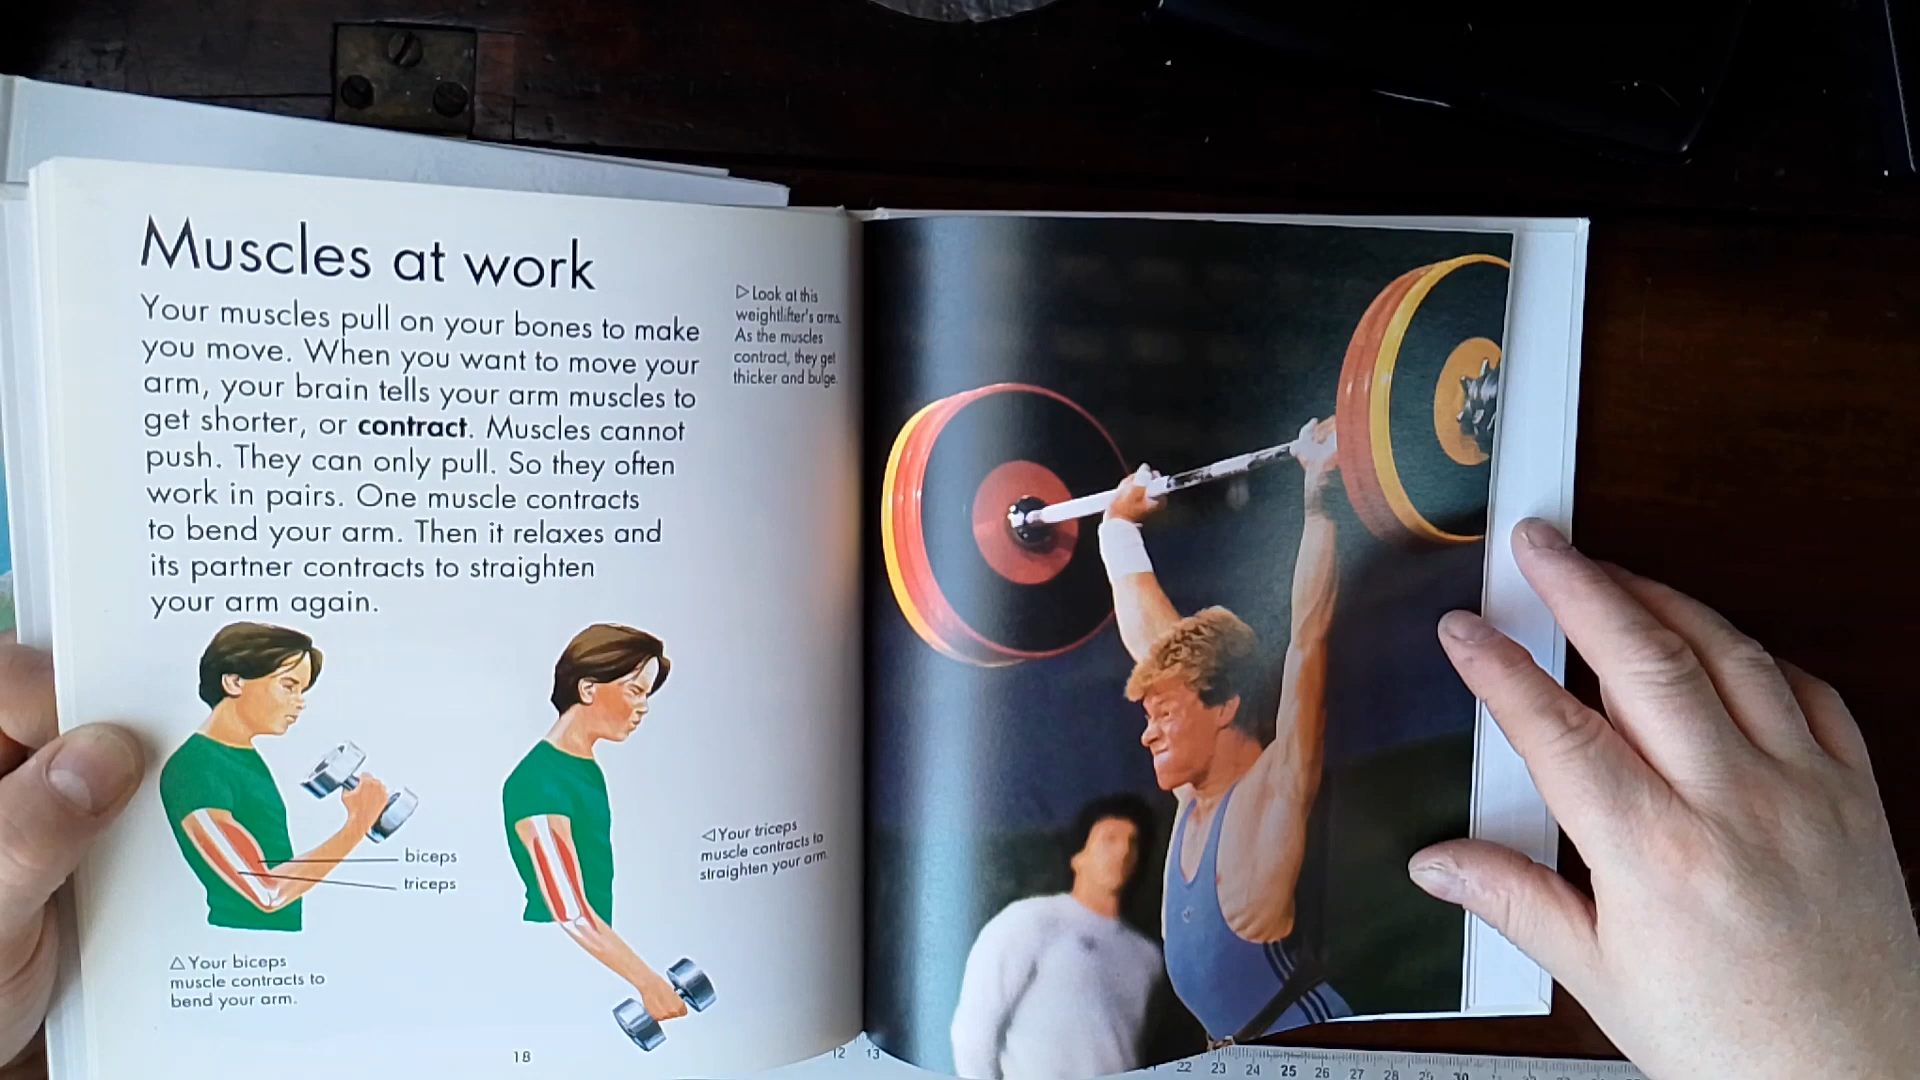 Muscles at work
Your muscles pull on your bones to make
you move. When you want to move your
arm, your brain tells your arm muscles to
get shorter, or contract. Muscles cannot
push. They can only pull. So they often
work in pairs. One muscle contracts
to bend your arm. Then it relaxes and
its partner contracts to straighten
your arm again.
▷ Look at this
weightlifter's arms.
As the muscles
contract, they get
thicker and bulge.
biceps
triceps
△ Your biceps
muscle contracts to
bend your arm.
◁ Your triceps
muscle contracts to
straighten your arm.
18
12 13
22 23 24 25 26 27 28 29 30